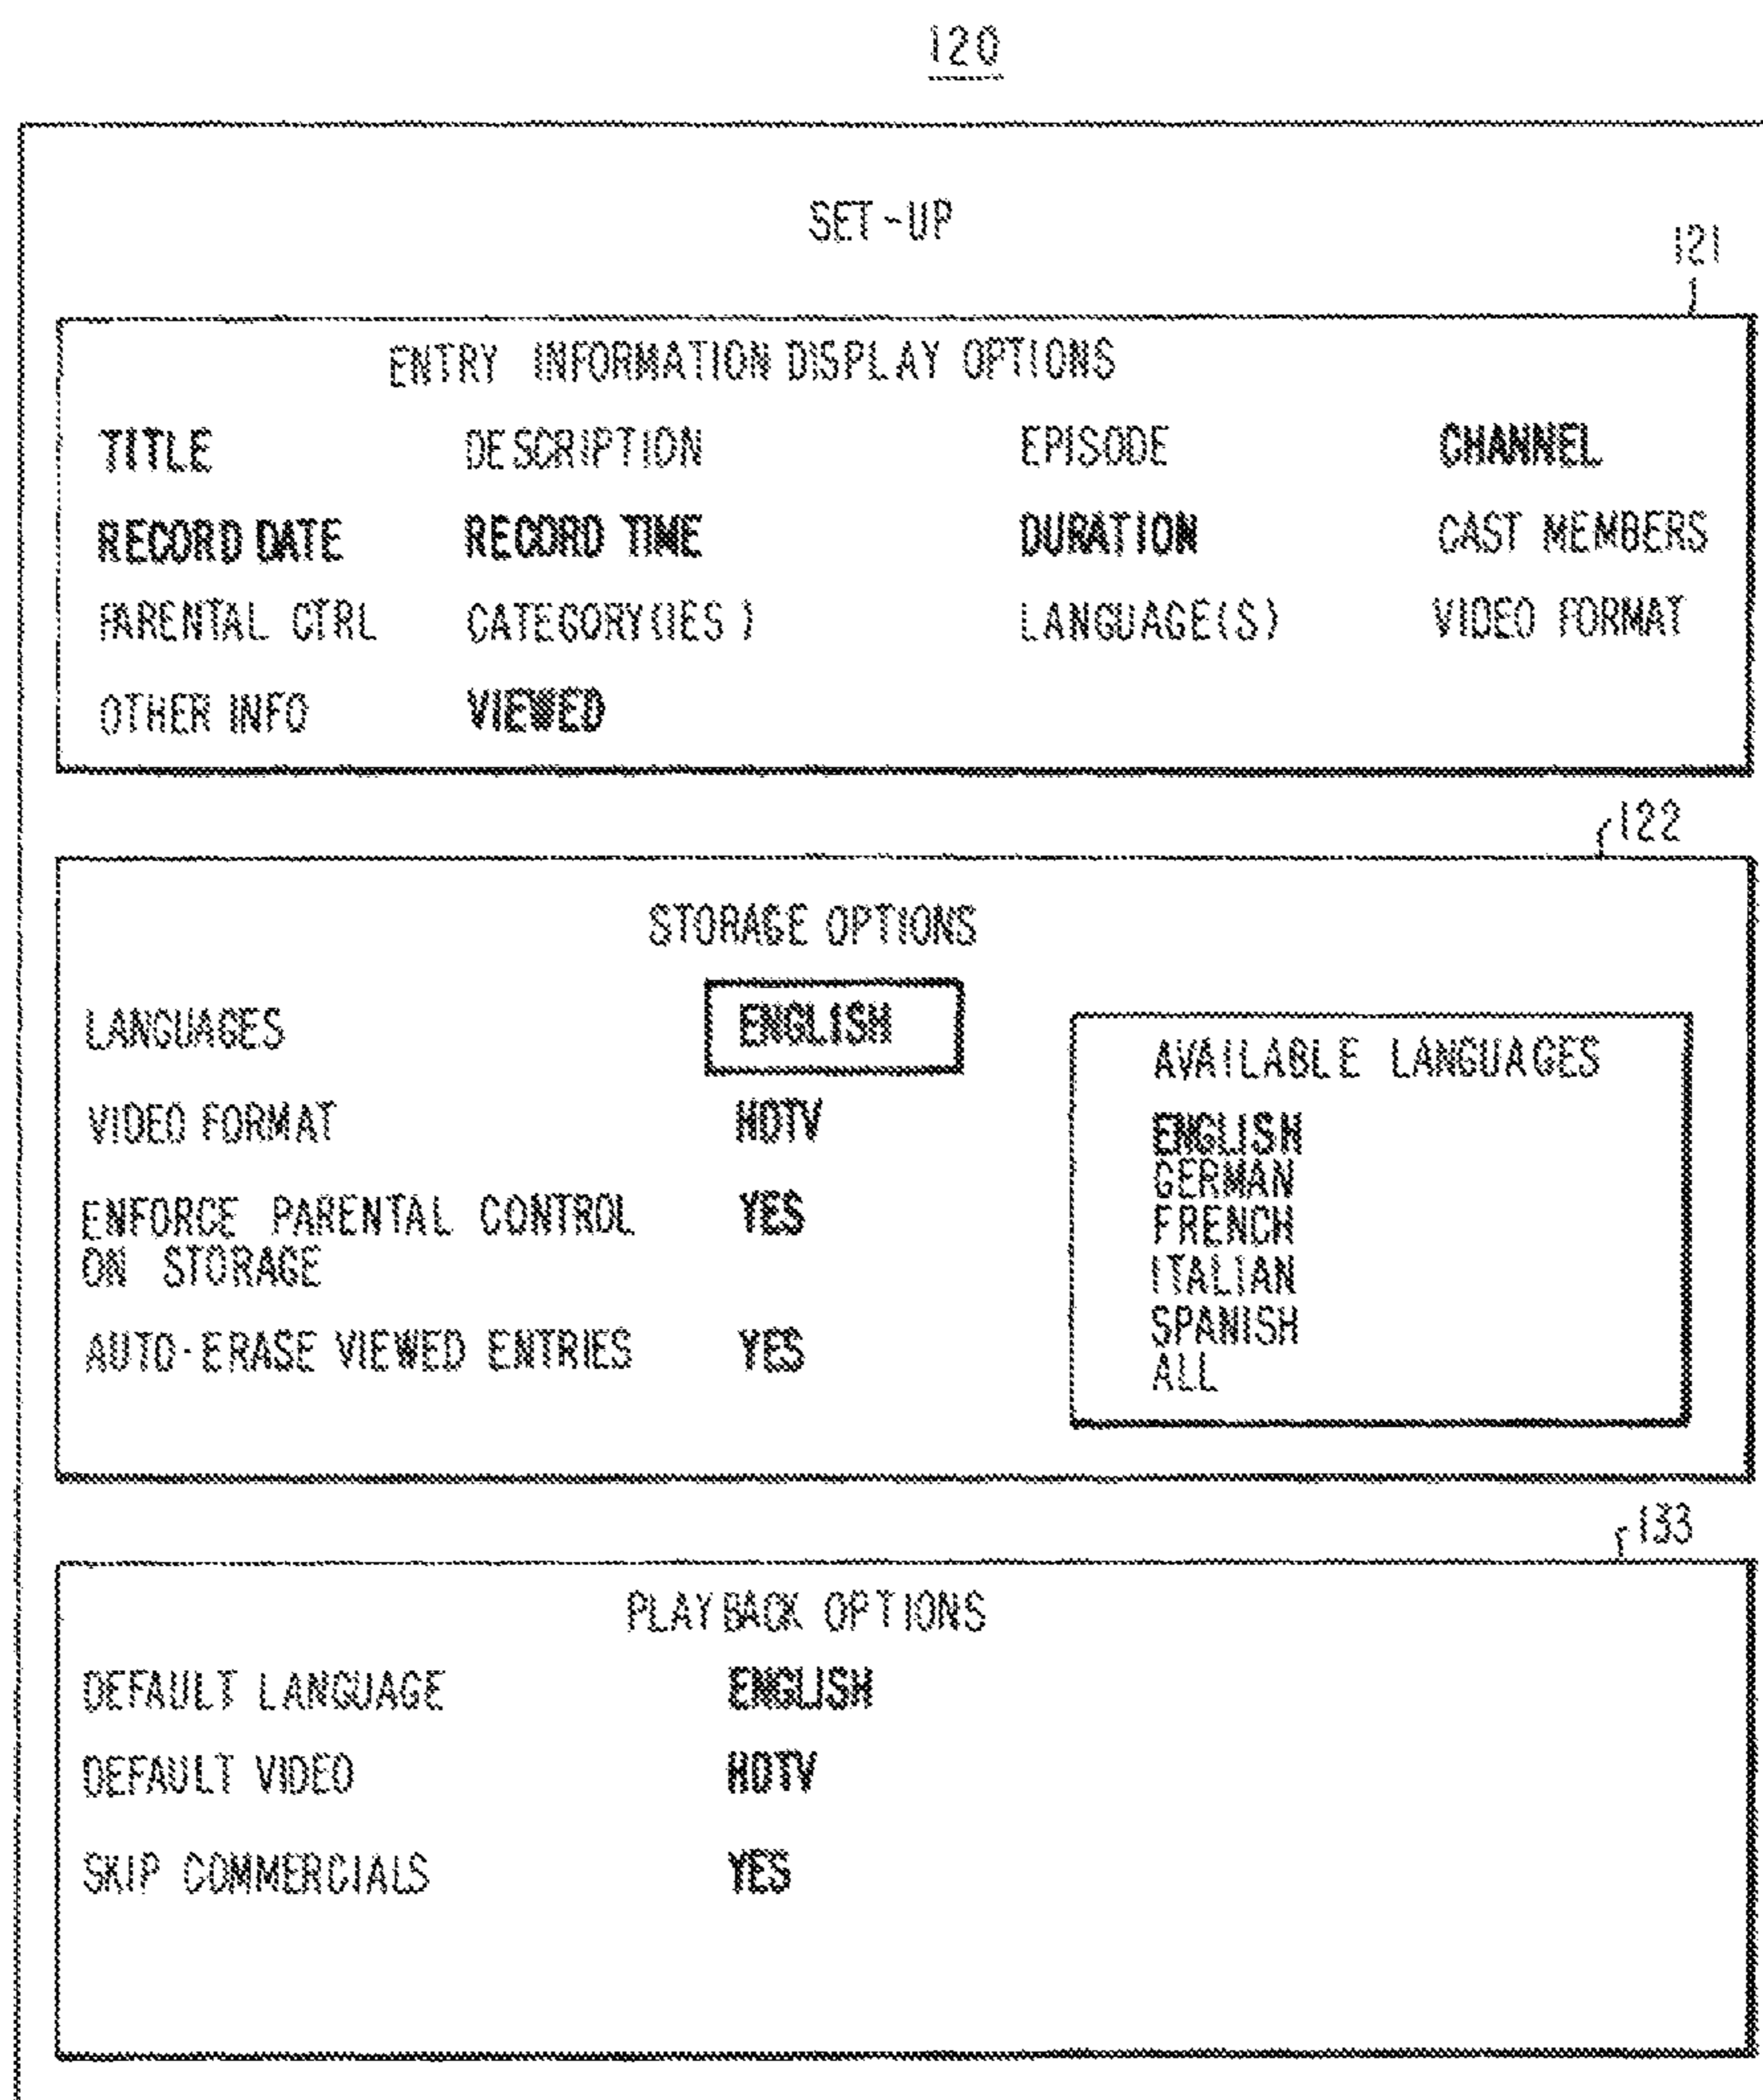 120
SET-UP
121
ENTRY INFORMATION DISPLAY OPTIONS
TITLE DESCRIPTION EPISODE CHANNEL
RECORD DATE RECORD TIME DURATION CAST MEMBERS
PARENTAL CTRL CATEGORY(IES) LANGUAGE(S) VIDEO FORMAT
OTHER INFO VIEWED
122
STORAGE OPTIONS
LANGUAGES ENGLISH
VIDEO FORMAT HDTV
ENFORCE PARENTAL CONTROL YES
ON STORAGE
AUTO-ERASE VIEWED ENTRIES YES
AVAILABLE LANGUAGES
ENGLISH
GERMAN
FRENCH
ITALIAN
SPANISH
ALL
133
PLAYBACK OPTIONS
DEFAULT LANGUAGE ENGLISH
DEFAULT VIDEO HDTV
SKIP COMMERCIALS YES